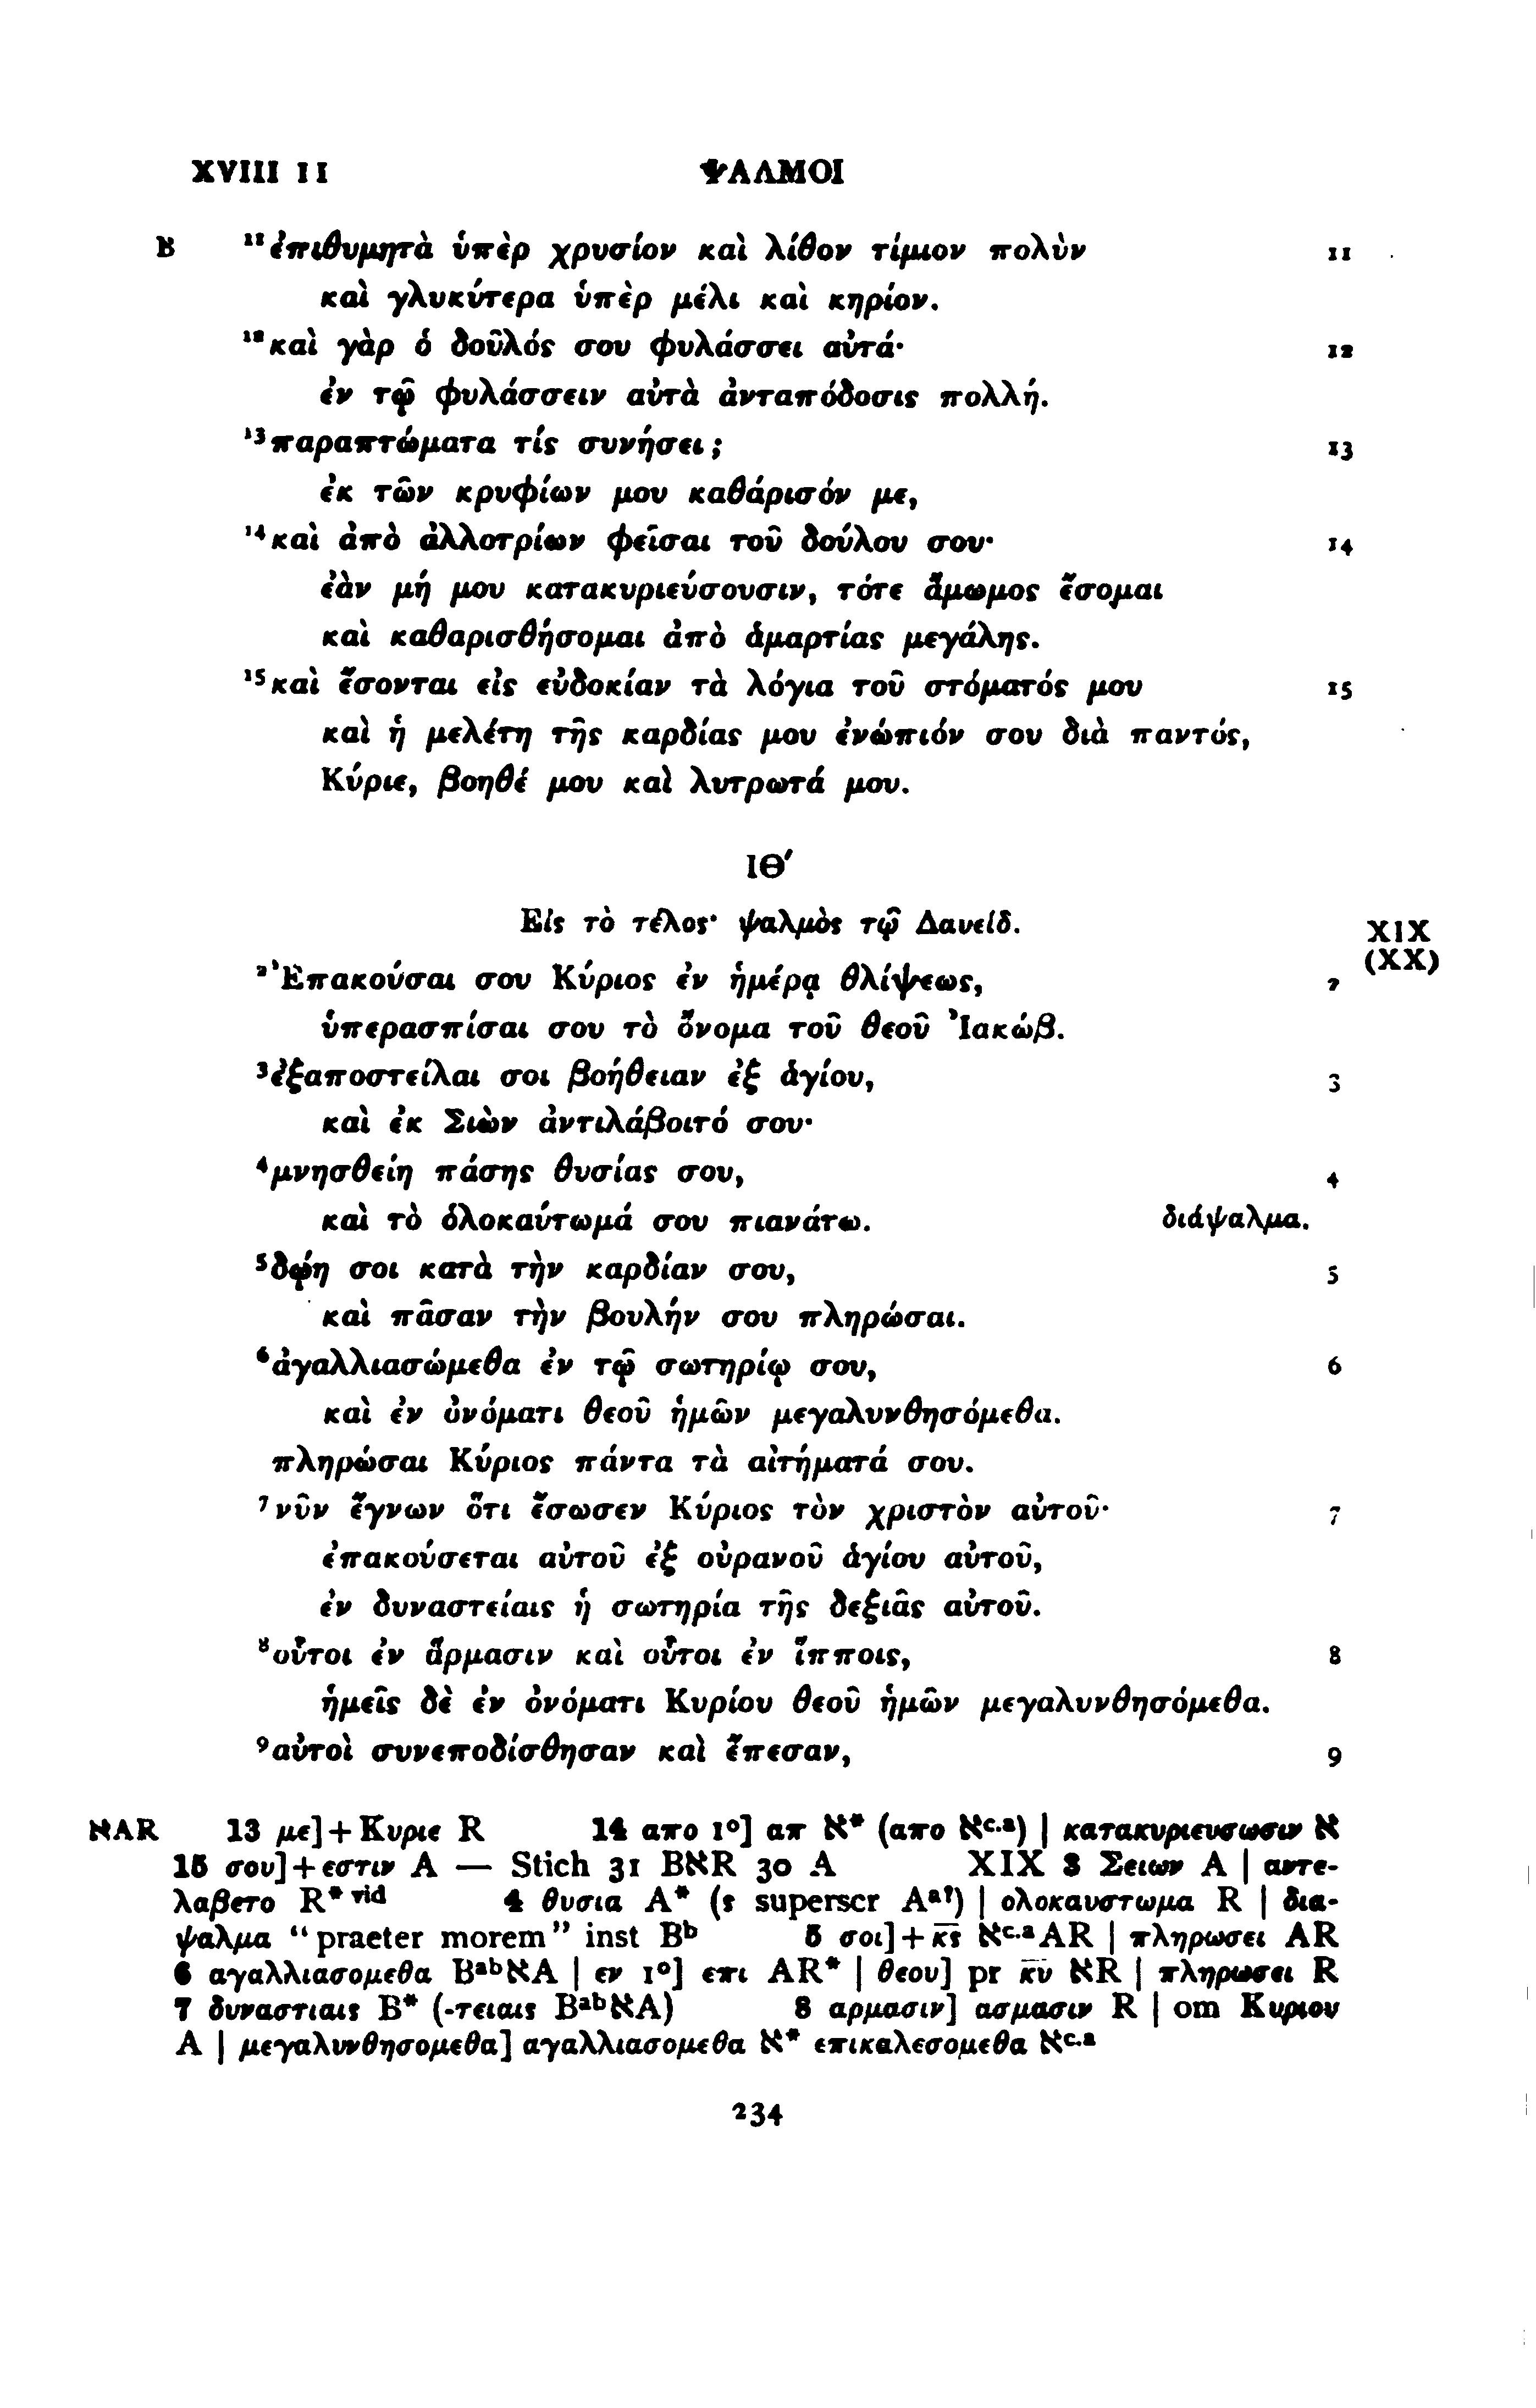 XVIII 11 ΨΑΛΜΟΙ
B ¹¹ἐπιθυμητὰ ὑπὲρ χρυσίον καὶ λίθον τίμιον πολὺν 11
καὶ γλυκύτερα ὑπὲρ μέλι καὶ κηρίον.
¹²καὶ γὰρ ὁ δοῦλός σου φυλάσσει αὐτά· 12
ἐν τῷ φυλάσσειν αὐτὰ ἀνταπόδοσις πολλή.
¹³παραπτώματα τίς συνήσει; 13
ἐκ τῶν κρυφίων μου καθάρισόν με,
¹⁴καὶ ἀπὸ ἀλλοτρίων φεῖσαι τοῦ δούλου σου· 14
ἐὰν μή μου κατακυριεύσουσιν, τότε ἄμωμος ἔσομαι
καὶ καθαρισθήσομαι ἀπὸ ἁμαρτίας μεγάλης.
¹⁵καὶ ἔσονται εἰς εὐδοκίαν τὰ λόγια τοῦ στόματός μου 15
καὶ ἡ μελέτη τῆς καρδίας μου ἐνώπιόν σου διὰ παντός,
Κύριε, βοηθέ μου καὶ λυτρωτά μου.
ΙΘ′
Εἰς τὸ τέλος· ψαλμὸς τῷ Δαυείδ. XIX
(XX)
²Ἐπακούσαι σου Κύριος ἐν ἡμέρᾳ θλίψεως, 2
ὑπερασπίσαι σου τὸ ὄνομα τοῦ θεοῦ Ἰακώβ.
³ἐξαποστείλαι σοι βοήθειαν ἐξ ἁγίου, 3
καὶ ἐκ Σιὼν ἀντιλάβοιτό σου·
⁴μνησθείη πάσης θυσίας σου, 4
καὶ τὸ ὁλοκαύτωμά σου πιανάτω. διάψαλμα.
⁵δῴη σοι κατὰ τὴν καρδίαν σου, 5
καὶ πᾶσαν τὴν βουλήν σου πληρώσαι.
⁶ἀγαλλιασώμεθα ἐν τῷ σωτηρίῳ σου, 6
καὶ ἐν ὀνόματι θεοῦ ἡμῶν μεγαλυνθησόμεθα.
πληρώσαι Κύριος πάντα τὰ αἰτήματά σου.
⁷νῦν ἔγνων ὅτι ἔσωσεν Κύριος τὸν χριστὸν αὐτοῦ· 7
ἐπακούσεται αὐτοῦ ἐξ οὐρανοῦ ἁγίου αὐτοῦ,
ἐν δυναστείαις ἡ σωτηρία τῆς δεξιᾶς αὐτοῦ.
⁸οὗτοι ἐν ἅρμασιν καὶ οὗτοι ἐν ἵπποις, 8
ἡμεῖς δὲ ἐν ὀνόματι Κυρίου θεοῦ ἡμῶν μεγαλυνθησόμεθα.
⁹αὐτοὶ συνεποδίσθησαν καὶ ἔπεσαν, 9
ℵAR 13 με]+Κυριε R 14 απο 1°] απ ℵ* (απο ℵᶜ·ᵃ) | κατακυριευσωσιν ℵ
15 σου]+εστιν A — Stich 31 BℵR 30 A XIX 3 Σειων A | αντε-
λαβετο R* ᵛⁱᵈ 4 θυσια A* (ς superscr Aᵃ?) | ολοκαυστωμα R | δια-
ψαλμα “praeter morem” inst Bᵇ 5 σοι]+κ̅ς̅ ℵᶜ·ᵃAR | πληρωσει AR
6 αγαλλιασομεθα BᵃᵇℵA | εν 1°] επι AR* | θεου] pr κ̅υ̅ ℵR | πληρωσει R
7 δυναστιαις B* (-τειαις BᵃᵇℵA) 8 αρμασιν] ασμασιν R | om Κυριου
A | μεγαλυνθησομεθα] αγαλλιασομεθα ℵ* επικαλεσομεθα ℵᶜ·ᵃ
234